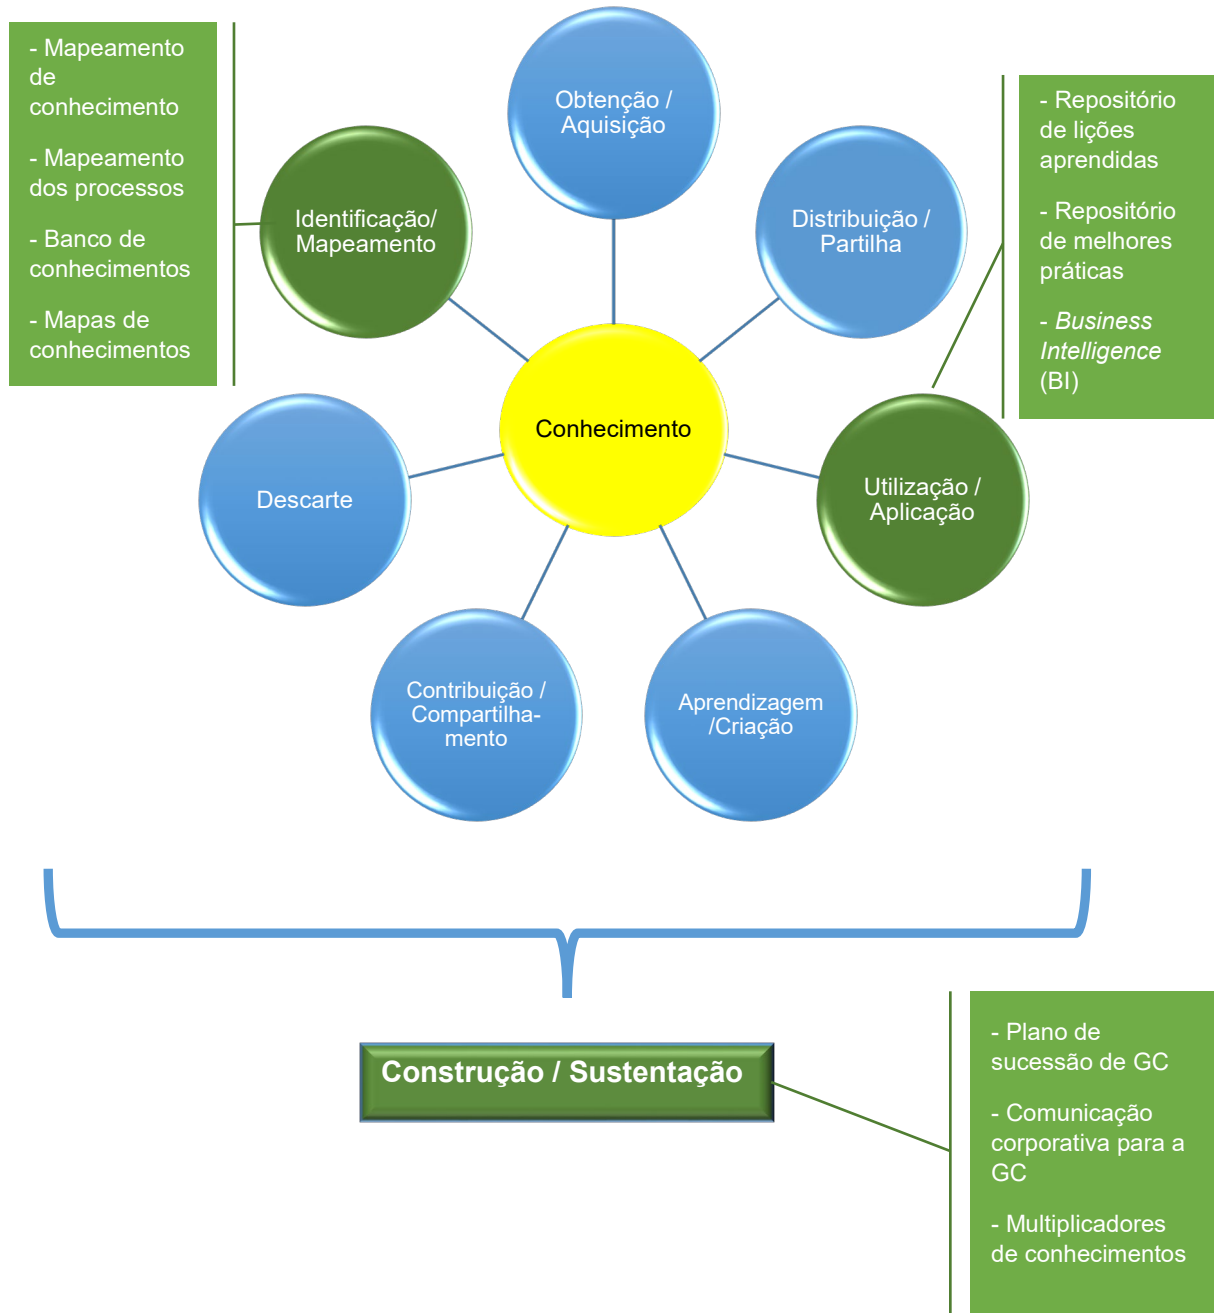 - Mapeamento
de
conhecimento
- Mapeamento
dos processos
- Banco de
conhecimentos
- Mapas de
conhecimentos
Obtenção /
Aquisição
Identificação/
Mapeamento
Distribuição /
Partilha
- Repositório
de lições
aprendidas
- Repositório
de melhores
práticas
- Business
Intelligence
(BI)
Conhecimento
Descarte
Utilização /
Aplicação
Contribuição /
Compartilha-
mento
Aprendizagem
/Criação
Construção / Sustentação
- Plano de
sucessão de GC
- Comunicação
corporativa para a
GC
- Multiplicadores
de conhecimentos